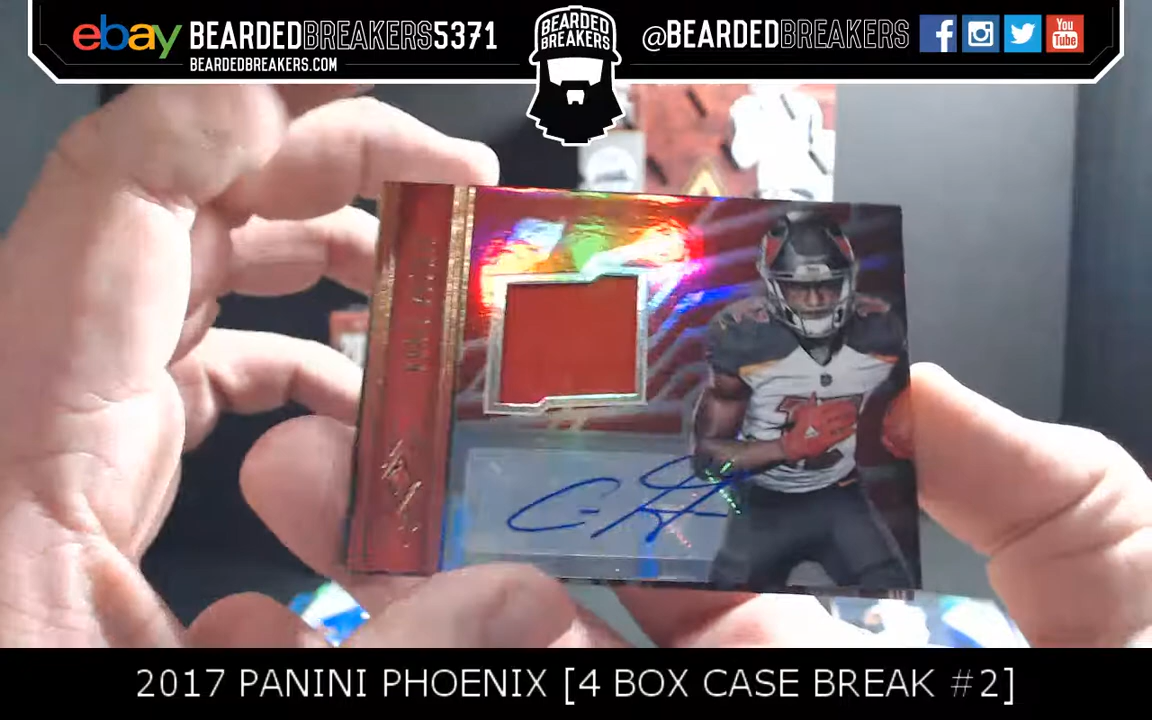 ebay BEARDEDBREAKERS5371
BEARDEDBREAKERS.COM
BEARDED
BREAKERS
@BEARDEDBREAKERS
You
Tube
2017 PANINI PHOENIX [4 BOX CASE BREAK #2]